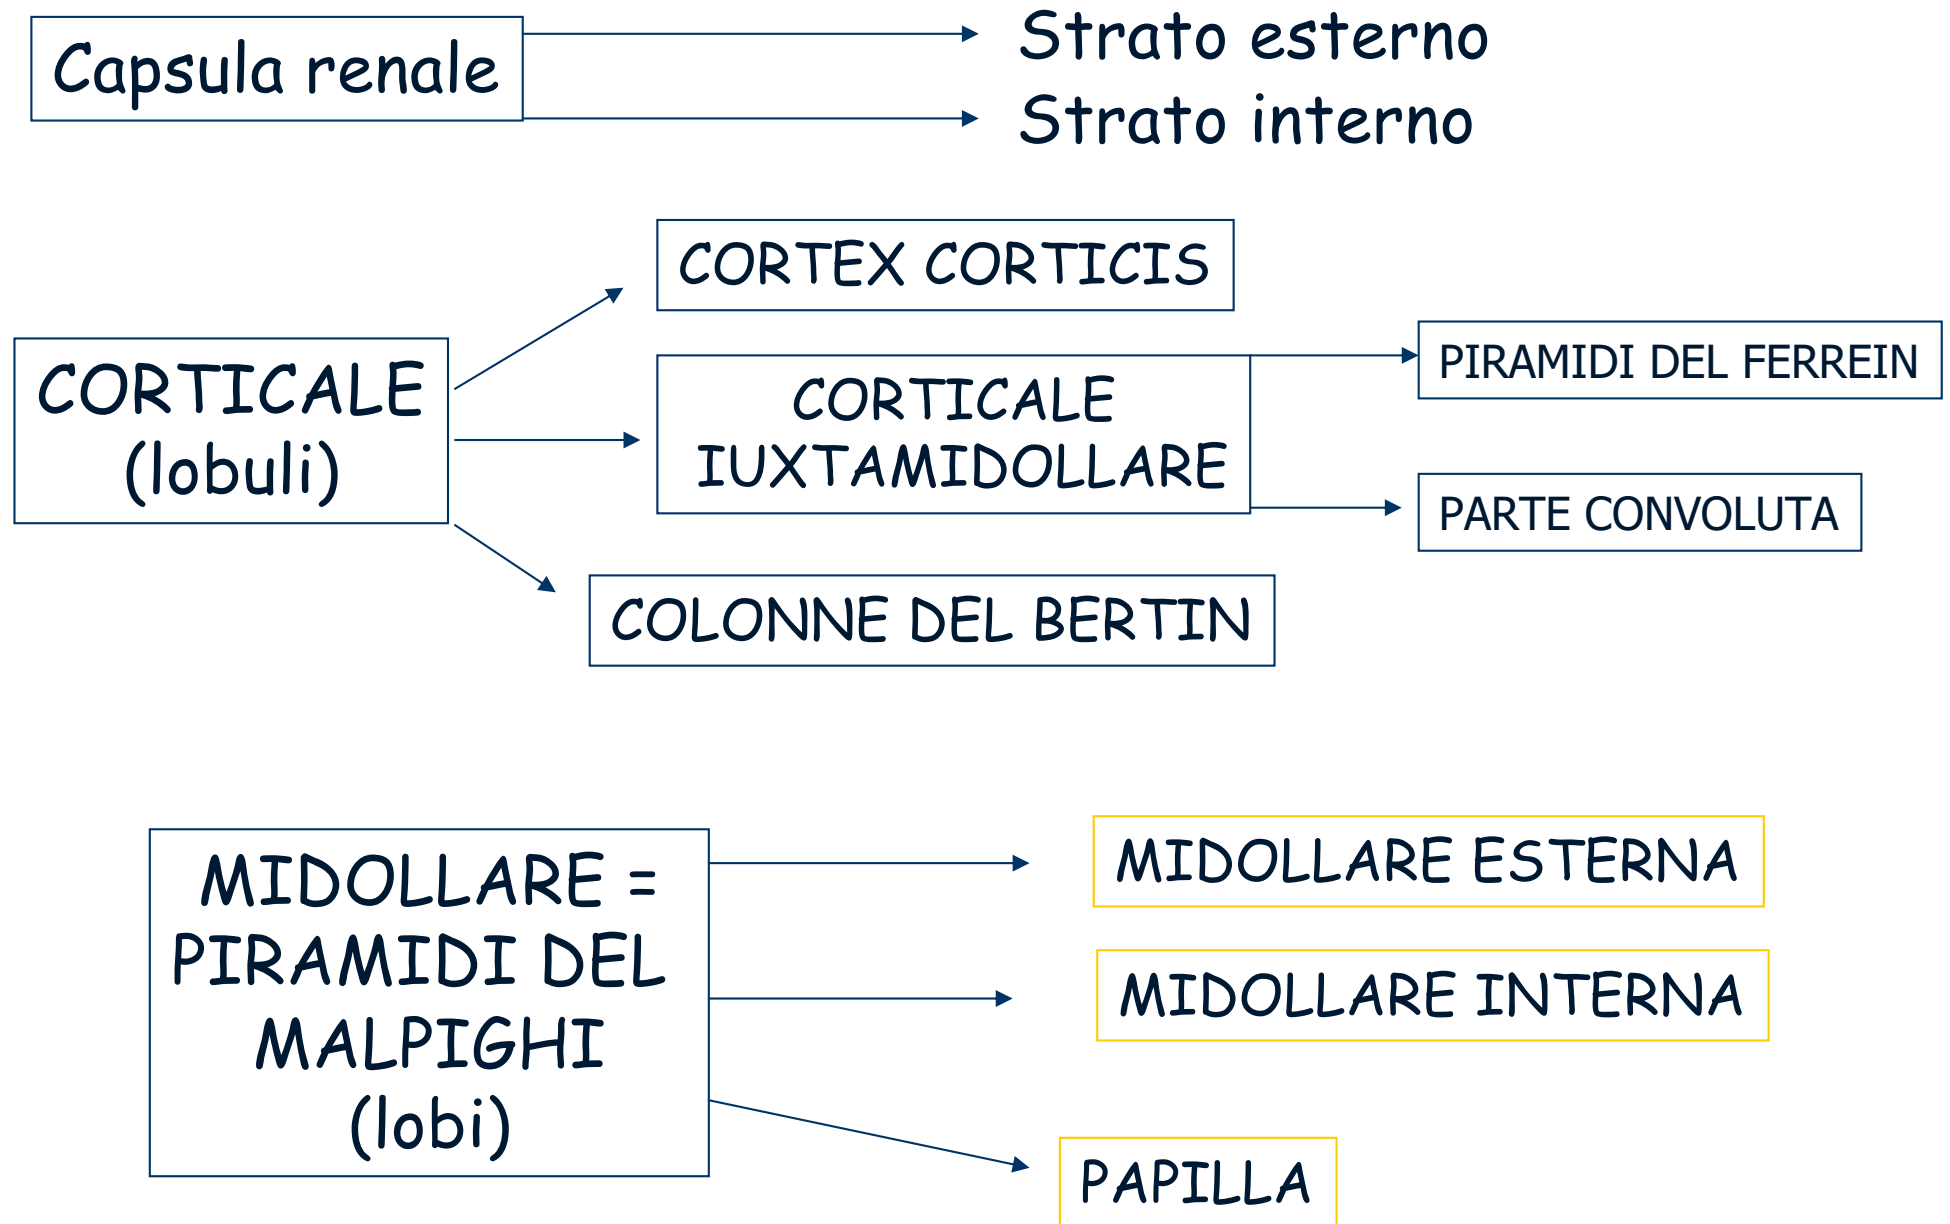 Capsula renale
Strato esterno
Strato interno
CORTICALE
(lobuli)
CORTEX CORTICIS
CORTICALE
IUXTAMIDOLLARE
PIRAMIDI DEL FERREIN
PARTE CONVOLUTA
COLONNE DEL BERTIN
MIDOLLARE =
PIRAMIDI DEL
MALPIGHI
(lobi)
MIDOLLARE ESTERNA
MIDOLLARE INTERNA
PAPILLA